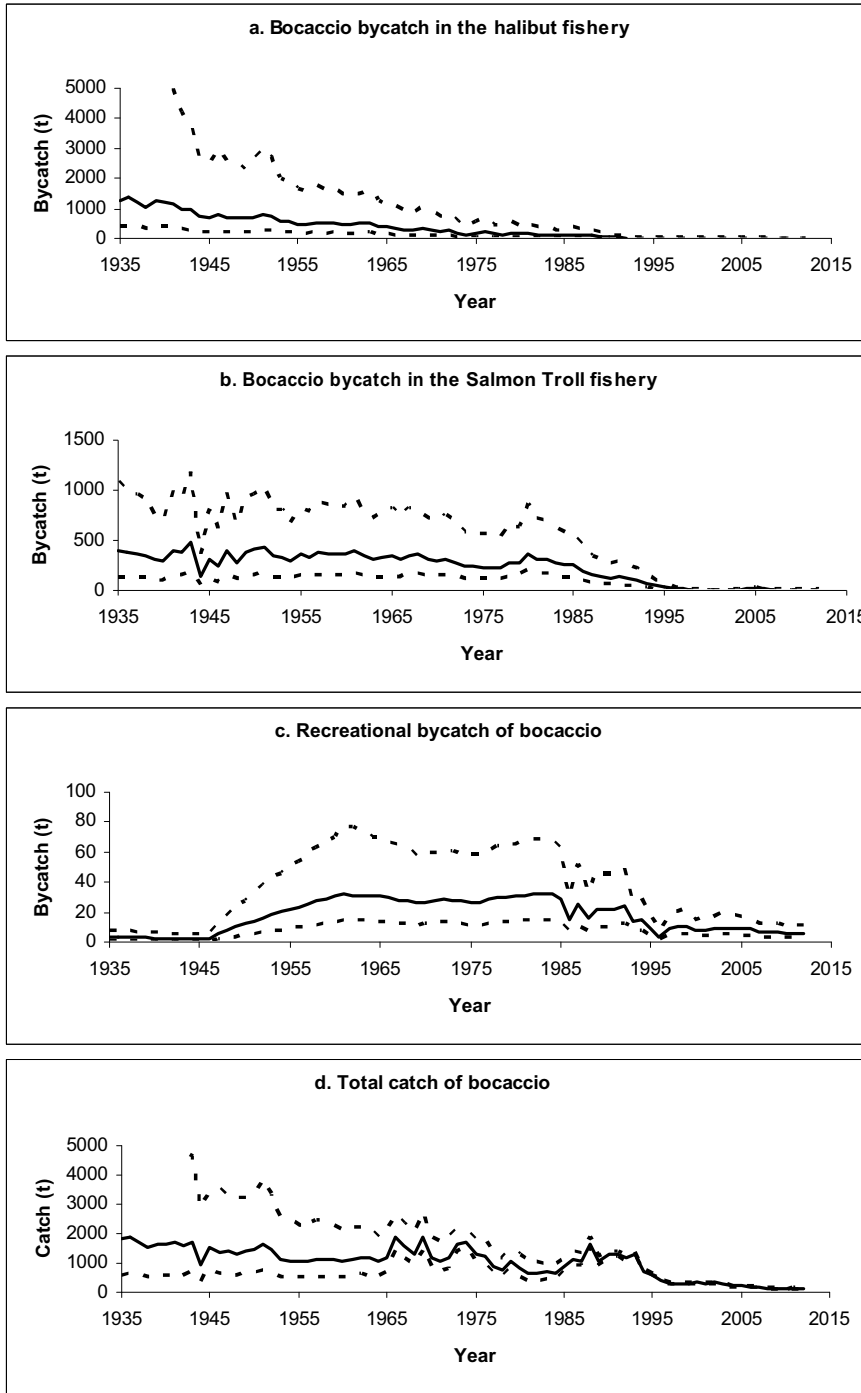 a. Bocaccio bycatch in the halibut fishery
5000
4000
3000
2000
1000
0
Bycatch (t)
1935 1945 1955 1965 1975 1985 1995 2005 2015
Year
b. Bocaccio bycatch in the Salmon Troll fishery
1500
1000
500
0
Bycatch (t)
1935 1945 1955 1965 1975 1985 1995 2005 2015
Year
c. Recreational bycatch of bocaccio
100
80
60
40
20
0
Bycatch (t)
1935 1945 1955 1965 1975 1985 1995 2005 2015
Year
d. Total catch of bocaccio
5000
4000
3000
2000
1000
0
Catch (t)
1935 1945 1955 1965 1975 1985 1995 2005 2015
Year